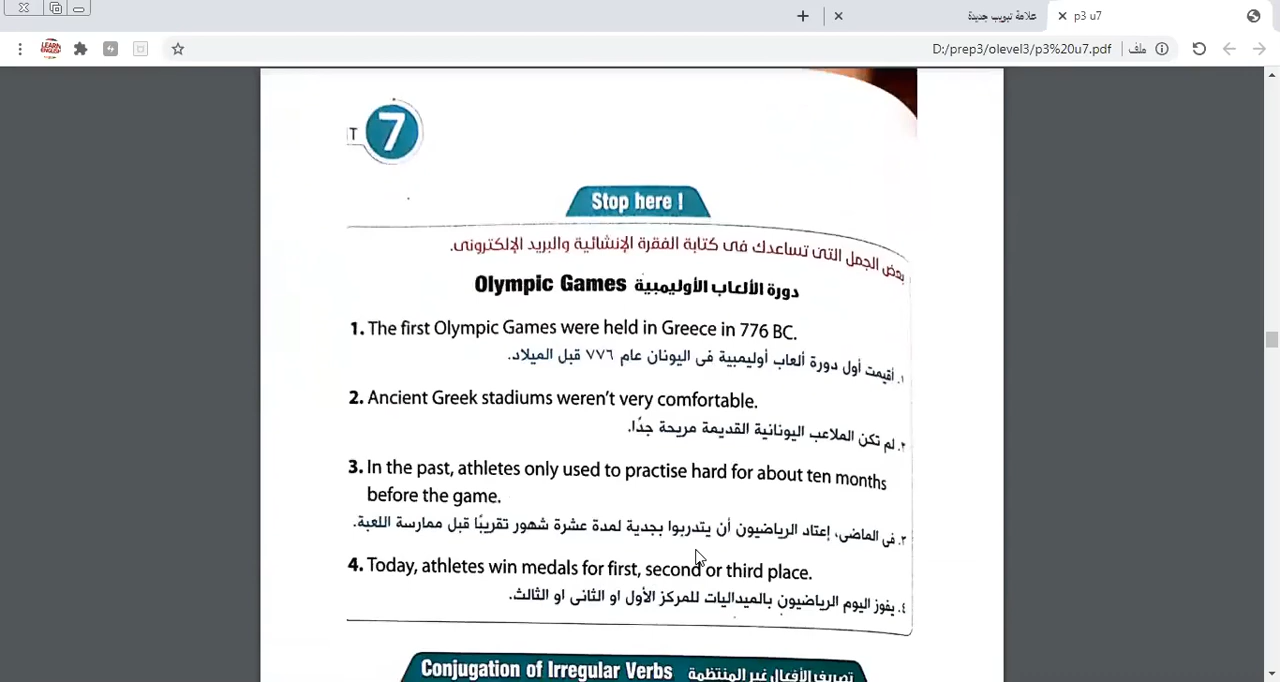 p3 u7
علامة تبويب جديدة
D:/prep3/olevel3/p3%20u7.pdf
ملف
LEARN ENGLISH
T 7
Stop here !
بعض الجمل التى تساعدك فى كتابة الفقرة الإنشائية والبريد الإلكترونى.
Olympic Games دورة الألعاب الأوليمبية
1. The first Olympic Games were held in Greece in 776 BC.
١. أقيمت أول دورة ألعاب أوليمبية فى اليونان عام ٧٧٦ قبل الميلاد.
2. Ancient Greek stadiums weren't very comfortable.
٢. لم تكن الملاعب اليونانية القديمة مريحة جدًا.
3. In the past, athletes only used to practise hard for about ten months
before the game.
٣. فى الماضى، إعتاد الرياضيون أن يتدربوا بجدية لمدة عشرة شهور تقريبًا قبل ممارسة اللعبة.
4. Today, athletes win medals for first, second or third place.
٤. يفوز اليوم الرياضيون بالميداليات للمركز الأول او الثانى او الثالث.
Conjugation of Irregular Verbs تصريف الأفعال غير المنتظمة